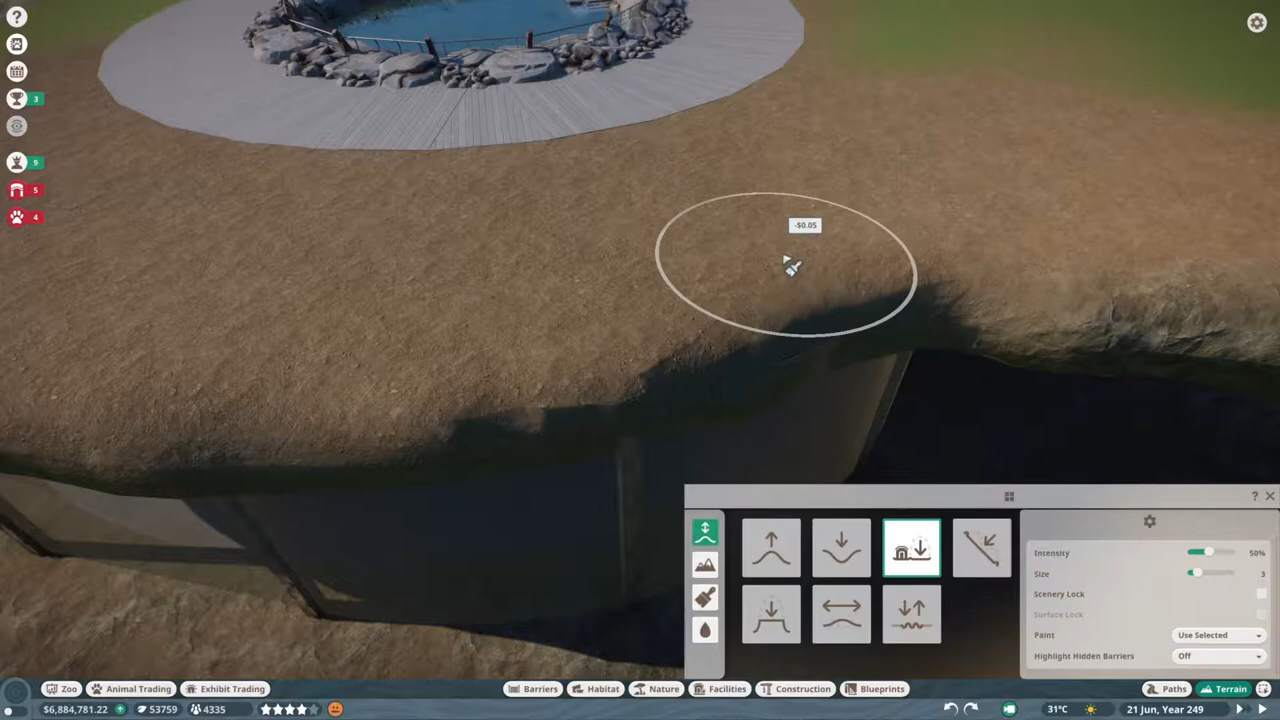 ?
3
9
5
4
-$0.05
? ×
Intensity 50%
Size 3
Scenery Lock
Surface Lock
Paint Use Selected
Highlight Hidden Barriers Off
Zoo Animal Trading Exhibit Trading Barriers Habitat Nature Facilities Construction Blueprints Paths Terrain
$6,884,781.22 53759 4335 31°C 21 Jun, Year 249